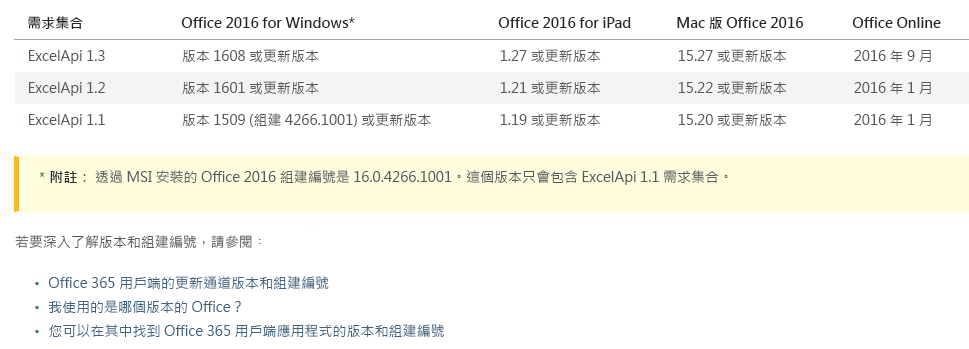 需求集合 Office 2016 for Windows* Office 2016 for iPad Mac 版 Office 2016 Office Online
ExcelApi 1.3 版本 1608 或更新版本 1.27 或更新版本 15.27 或更新版本 2016 年 9 月
ExcelApi 1.2 版本 1601 或更新版本 1.21 或更新版本 15.22 或更新版本 2016 年 1 月
ExcelApi 1.1 版本 1509 (組建 4266.1001) 或更新版本 1.19 或更新版本 15.20 或更新版本 2016 年 1 月
* 附註： 透過 MSI 安裝的 Office 2016 組建編號是 16.0.4266.1001。這個版本只會包含 ExcelApi 1.1 需求集合。
若要深入了解版本和組建編號，請參閱：
• Office 365 用戶端的更新通道版本和組建編號
• 我使用的是哪個版本的 Office？
• 您可以在其中找到 Office 365 用戶端應用程式的版本和組建編號